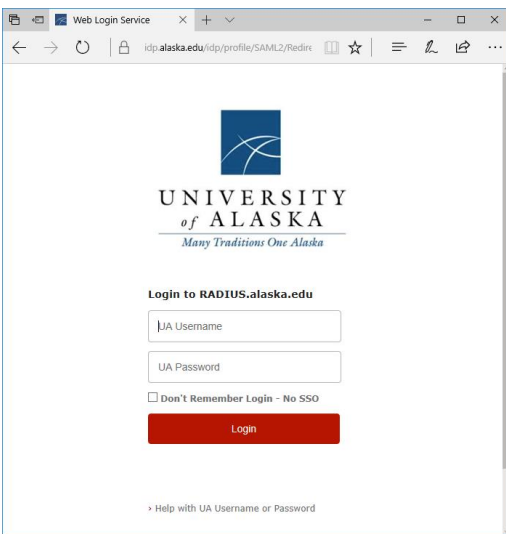 Web Login Service
idp.alaska.edu/idp/profile/SAML2/Redire
UNIVERSITY
of ALASKA
Many Traditions One Alaska
Login to RADIUS.alaska.edu
UA Username
UA Password
Don't Remember Login - No SSO
Login
› Help with UA Username or Password